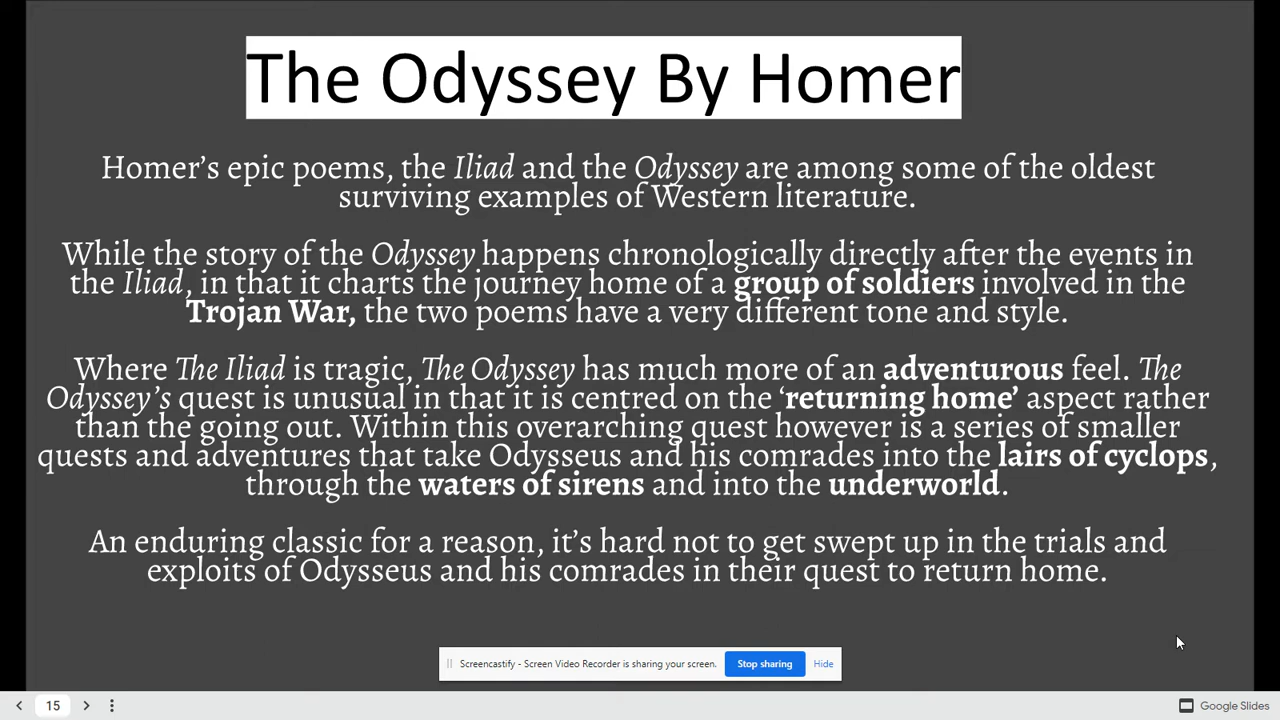 The Odyssey By Homer
Homer’s epic poems, the Iliad and the Odyssey are among some of the oldest
surviving examples of Western literature.
While the story of the Odyssey happens chronologically directly after the events in
the Iliad, in that it charts the journey home of a group of soldiers involved in the
Trojan War, the two poems have a very different tone and style.
Where The Iliad is tragic, The Odyssey has much more of an adventurous feel. The
Odyssey’s quest is unusual in that it is centred on the ‘returning home’ aspect rather
than the going out. Within this overarching quest however is a series of smaller
quests and adventures that take Odysseus and his comrades into the lairs of cyclops,
through the waters of sirens and into the underworld.
An enduring classic for a reason, it’s hard not to get swept up in the trials and
exploits of Odysseus and his comrades in their quest to return home.
Screencastify - Screen Video Recorder is sharing your screen. Stop sharing Hide
15 Google Slides